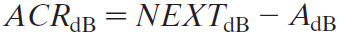 ACR_dB = NEXT_dB − A_dB